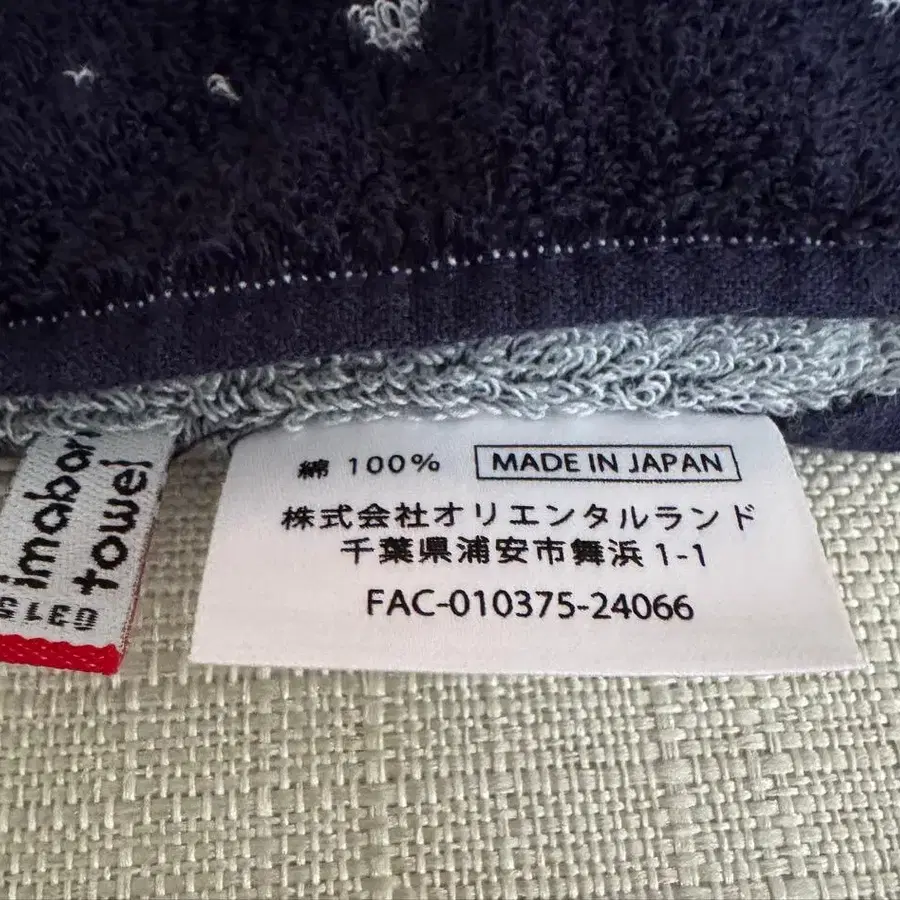 綿 100% MADE IN JAPAN
株式会社オリエンタルランド
千葉県浦安市舞浜1-1
FAC-010375-24066
imabari
towel